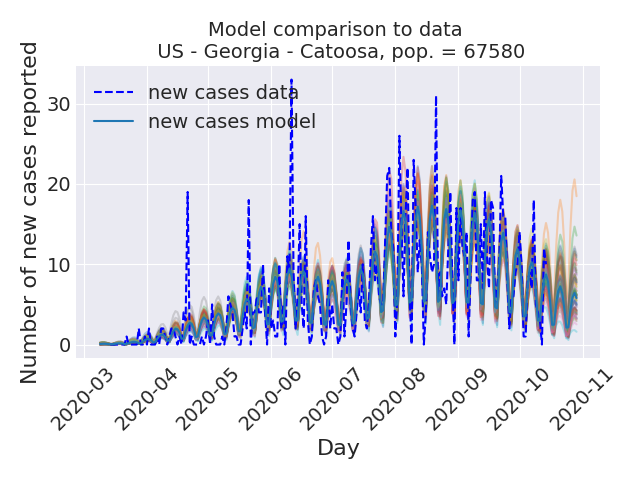 Model comparison to data
US - Georgia - Catoosa, pop. = 67580
Number of new cases reported
30
20
10
0
new cases data
new cases model
2020-03
2020-04
2020-05
2020-06
2020-07
2020-08
2020-09
2020-10
2020-11
Day